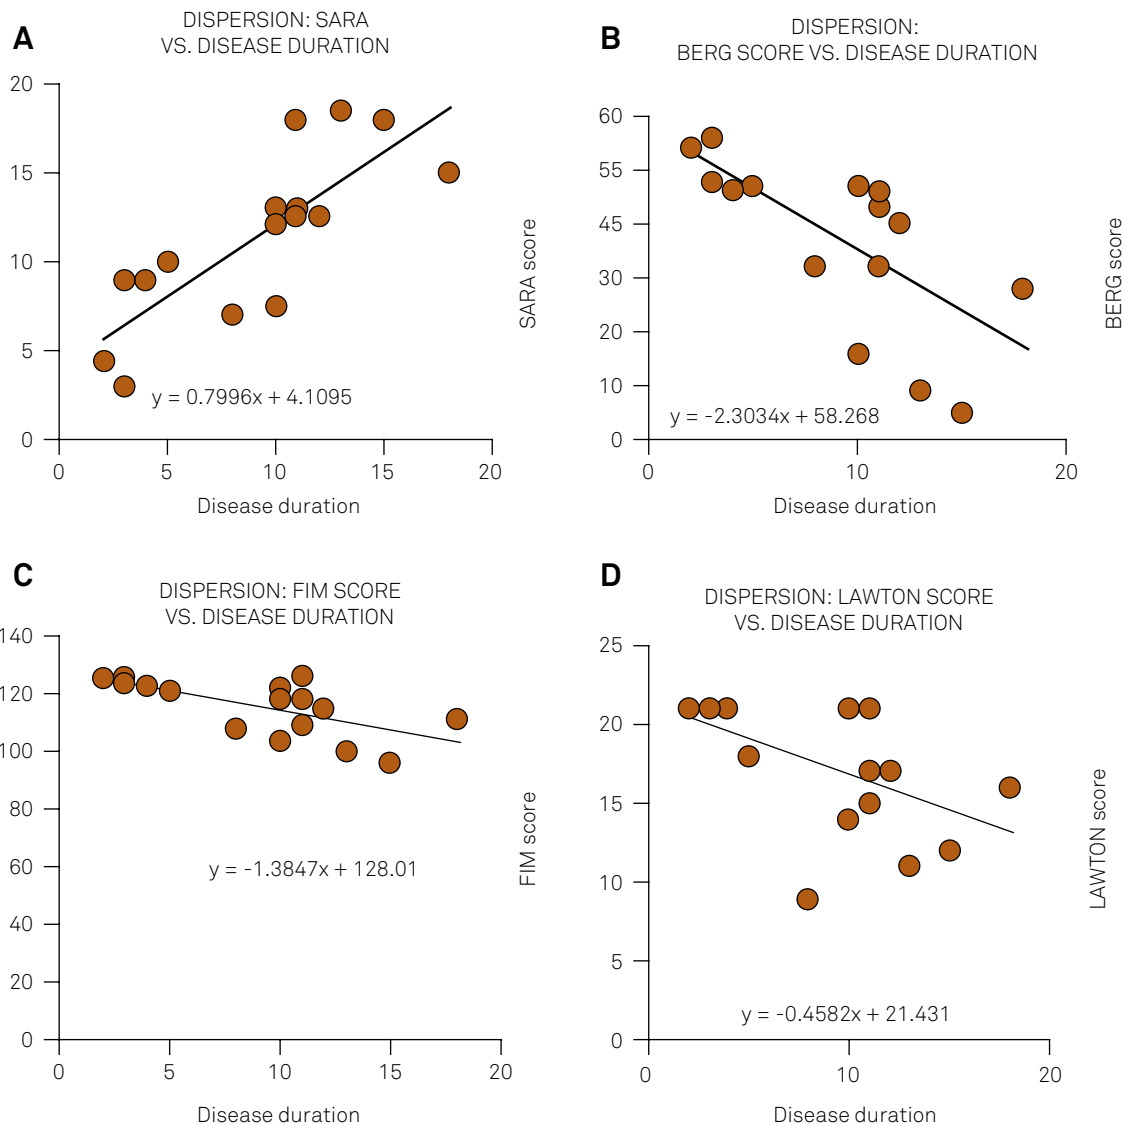 A
DISPERSION: SARA
VS. DISEASE DURATION
20
15
10
5
0
0 5 10 15 20
y = 0.7996x + 4.1095
SARA score
Disease duration
B
DISPERSION:
BERG SCORE VS. DISEASE DURATION
60
55
45
30
20
10
0
0 10 20
y = -2.3034x + 58.268
BERG score
Disease duration
C
DISPERSION: FIM SCORE
VS. DISEASE DURATION
140
120
100
80
60
40
20
0
0 5 10 15 20
y = -1.3847x + 128.01
FIM score
Disease duration
D
DISPERSION: LAWTON SCORE
VS. DISEASE DURATION
25
20
15
10
5
0
0 10 20
y = -0.4582x + 21.431
LAWTON score
Disease duration